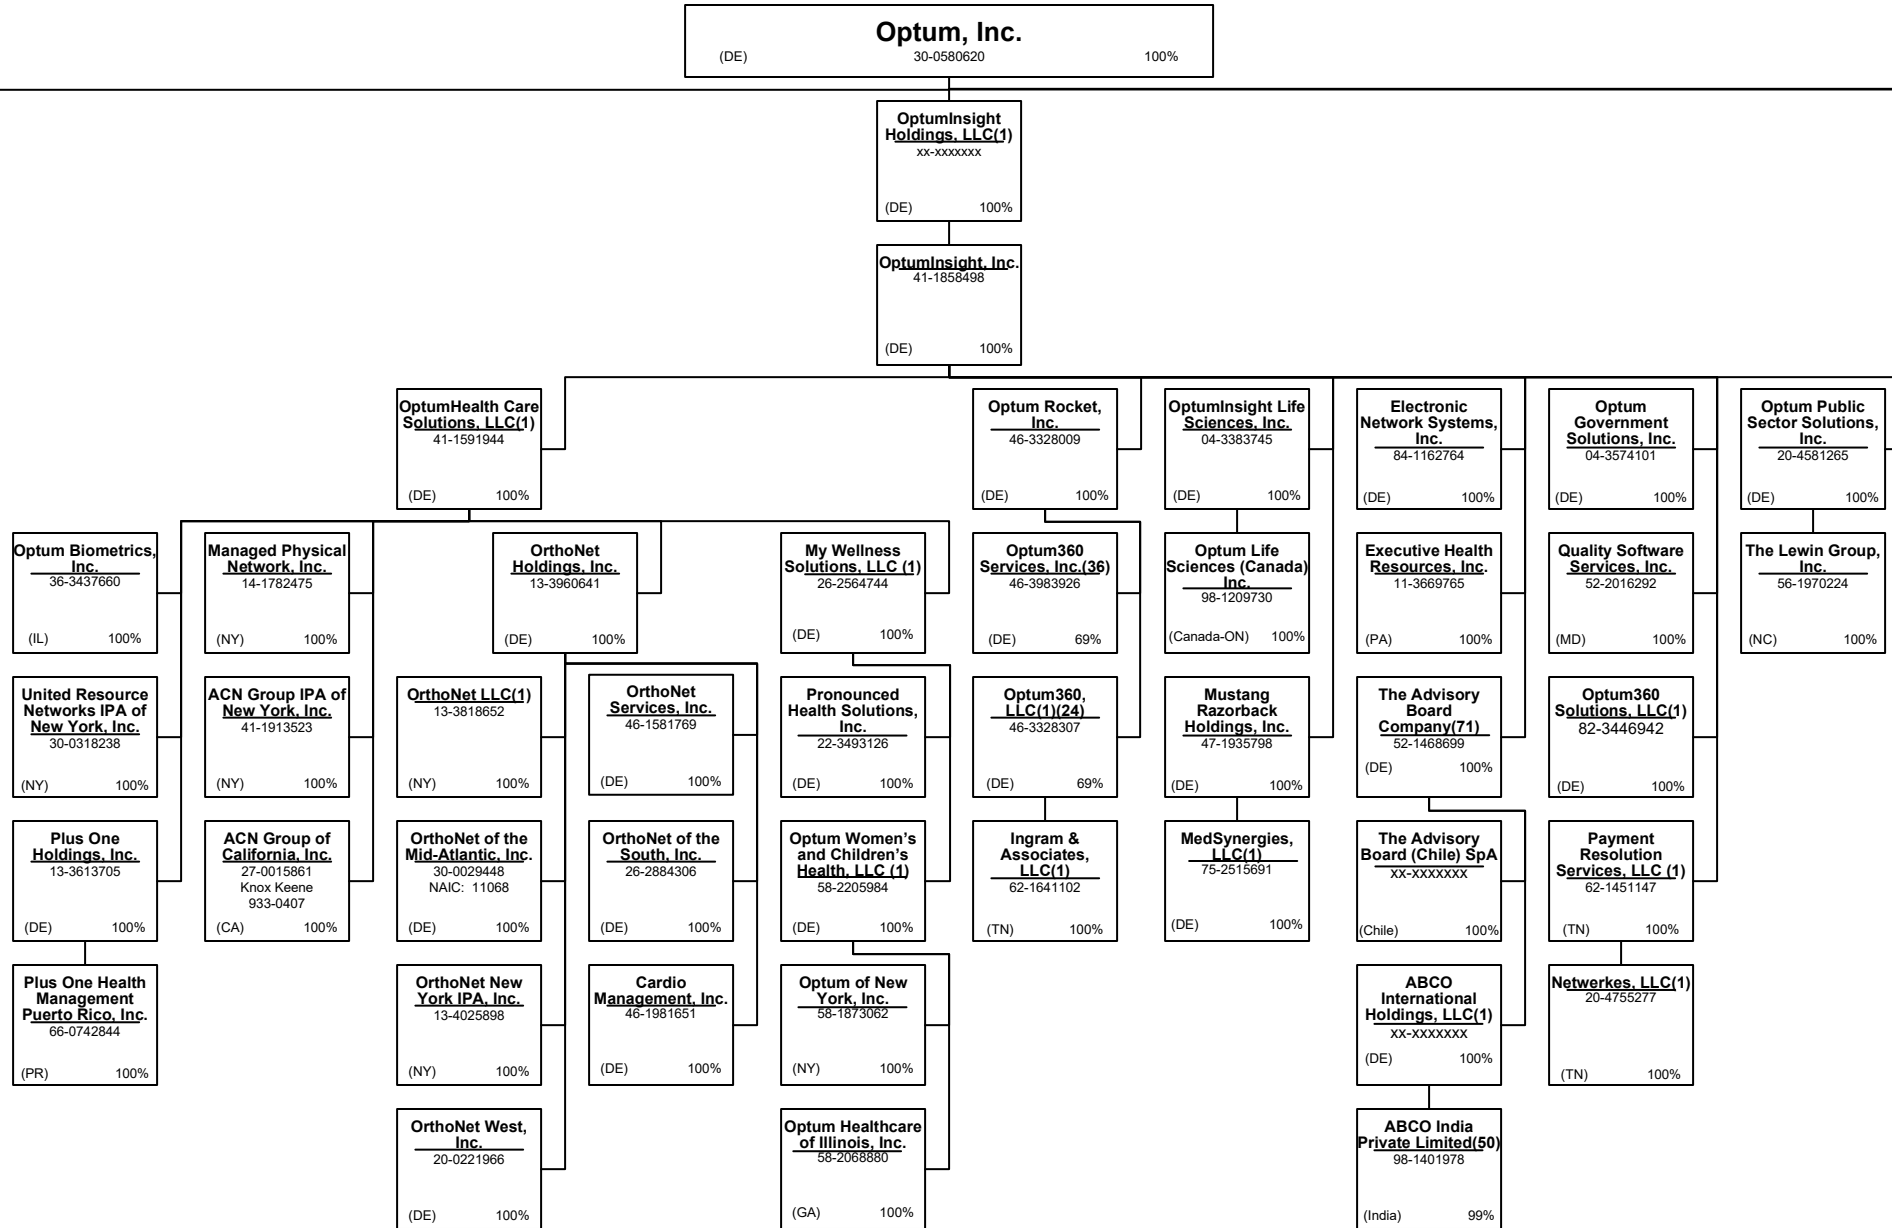 Optum, Inc.
(DE) 30-0580620 100%
OptumInsight
Holdings, LLC(1)
xx-xxxxxxx
(DE) 100%
OptumInsight, Inc.
41-1858498
(DE) 100%
OptumHealth Care
Solutions, LLC(1)
41-1591944
(DE) 100%
Optum Rocket,
Inc.
46-3328009
(DE) 100%
OptumInsight Life
Sciences, Inc.
04-3383745
(DE) 100%
Electronic
Network Systems,
Inc.
84-1162764
(DE) 100%
Optum
Government
Solutions, Inc.
04-3574101
(DE) 100%
Optum Public
Sector Solutions,
Inc.
20-4581265
(DE) 100%
Optum Biometrics,
Inc.
36-3437660
(IL) 100%
Managed Physical
Network, Inc.
14-1782475
(NY) 100%
OrthoNet
Holdings, Inc.
13-3960641
(DE) 100%
My Wellness
Solutions, LLC (1)
26-2564744
(DE) 100%
Optum360
Services, Inc.(36)
46-3983926
(DE) 69%
Optum Life
Sciences (Canada)
Inc.
98-1209730
(Canada-ON) 100%
Executive Health
Resources, Inc.
11-3669765
(PA) 100%
Quality Software
Services, Inc.
52-2016292
(MD) 100%
The Lewin Group,
Inc.
56-1970224
(NC) 100%
United Resource
Networks IPA of
New York, Inc.
30-0318238
(NY) 100%
ACN Group IPA of
New York, Inc.
41-1913523
(NY) 100%
OrthoNet LLC(1)
13-3818652
(NY) 100%
OrthoNet
Services, Inc.
46-1581769
(DE) 100%
Pronounced
Health Solutions,
Inc.
22-3493126
(DE) 100%
Optum360,
LLC(1)(24)
46-3328307
(DE) 69%
Mustang
Razorback
Holdings, Inc.
47-1935798
(DE) 100%
The Advisory
Board
Company(71)
52-1468699
(DE) 100%
Optum360
Solutions, LLC(1)
82-3446942
(DE) 100%
Plus One
Holdings, Inc.
13-3613705
(DE) 100%
ACN Group of
California, Inc.
27-0015861
Knox Keene
933-0407
(CA) 100%
OrthoNet of the
Mid-Atlantic, Inc.
30-0029448
NAIC: 11068
(DE) 100%
OrthoNet of the
South, Inc.
26-2884306
(DE) 100%
Optum Women's
and Children's
Health, LLC (1)
58-2205984
(DE) 100%
Ingram &
Associates,
LLC(1)
62-1641102
(TN) 100%
MedSynergies,
LLC(1)
75-2515691
(DE) 100%
The Advisory
Board (Chile) SpA
xx-xxxxxxx
(Chile) 100%
Payment
Resolution
Services, LLC (1)
62-1451147
(TN) 100%
Plus One Health
Management
Puerto Rico, Inc.
66-0742844
(PR) 100%
OrthoNet New
York IPA, Inc.
13-4025898
(NY) 100%
Cardio
Management, Inc.
46-1981651
(DE) 100%
Optum of New
York, Inc.
58-1873062
(NY) 100%
ABCO
International
Holdings, LLC(1)
xx-xxxxxxx
(DE) 100%
Netwerkes, LLC(1)
20-4755277
(TN) 100%
OrthoNet West,
Inc.
20-0221966
(DE) 100%
Optum Healthcare
of Illinois, Inc.
58-2068880
(GA) 100%
ABCO India
Private Limited(50)
98-1401978
(India) 99%